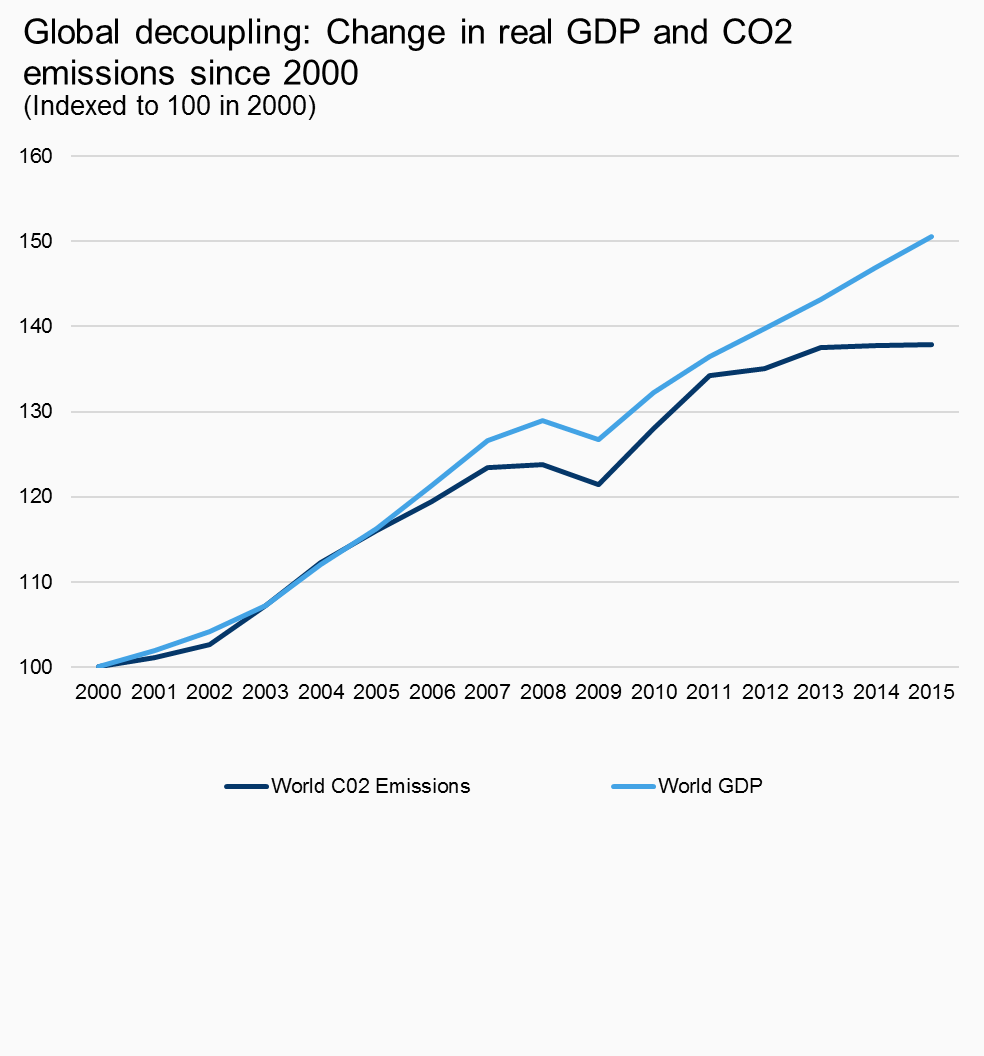 Global decoupling: Change in real GDP and CO2
emissions since 2000
(Indexed to 100 in 2000)
160
150
140
130
120
110
100
2000 2001 2002 2003 2004 2005 2006 2007 2008 2009 2010 2011 2012 2013 2014 2015
World C02 Emissions World GDP